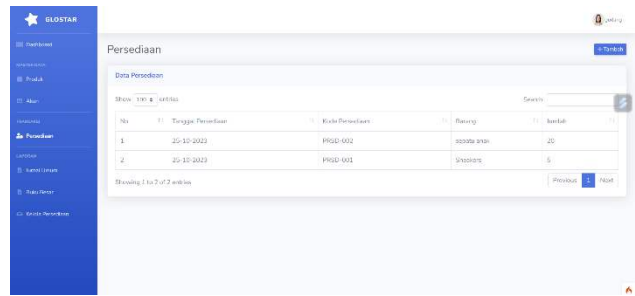 GLOSTAR
Dashboard
Produk
Akun
Persediaan
LAPORAN
Jurnal Umum
Buku Besar
Kartu Persediaan
Persediaan
+ Tambah
Data Persediaan
Show 100 entries
Search:
No Tanggal Persediaan Kode Persediaan Barang Jumlah
1 25-10-2023 PRSD-002 sepatu anak 20
2 25-10-2023 PRSD-001 Sneakers 5
Showing 1 to 2 of 2 entries
Previous 1 Next